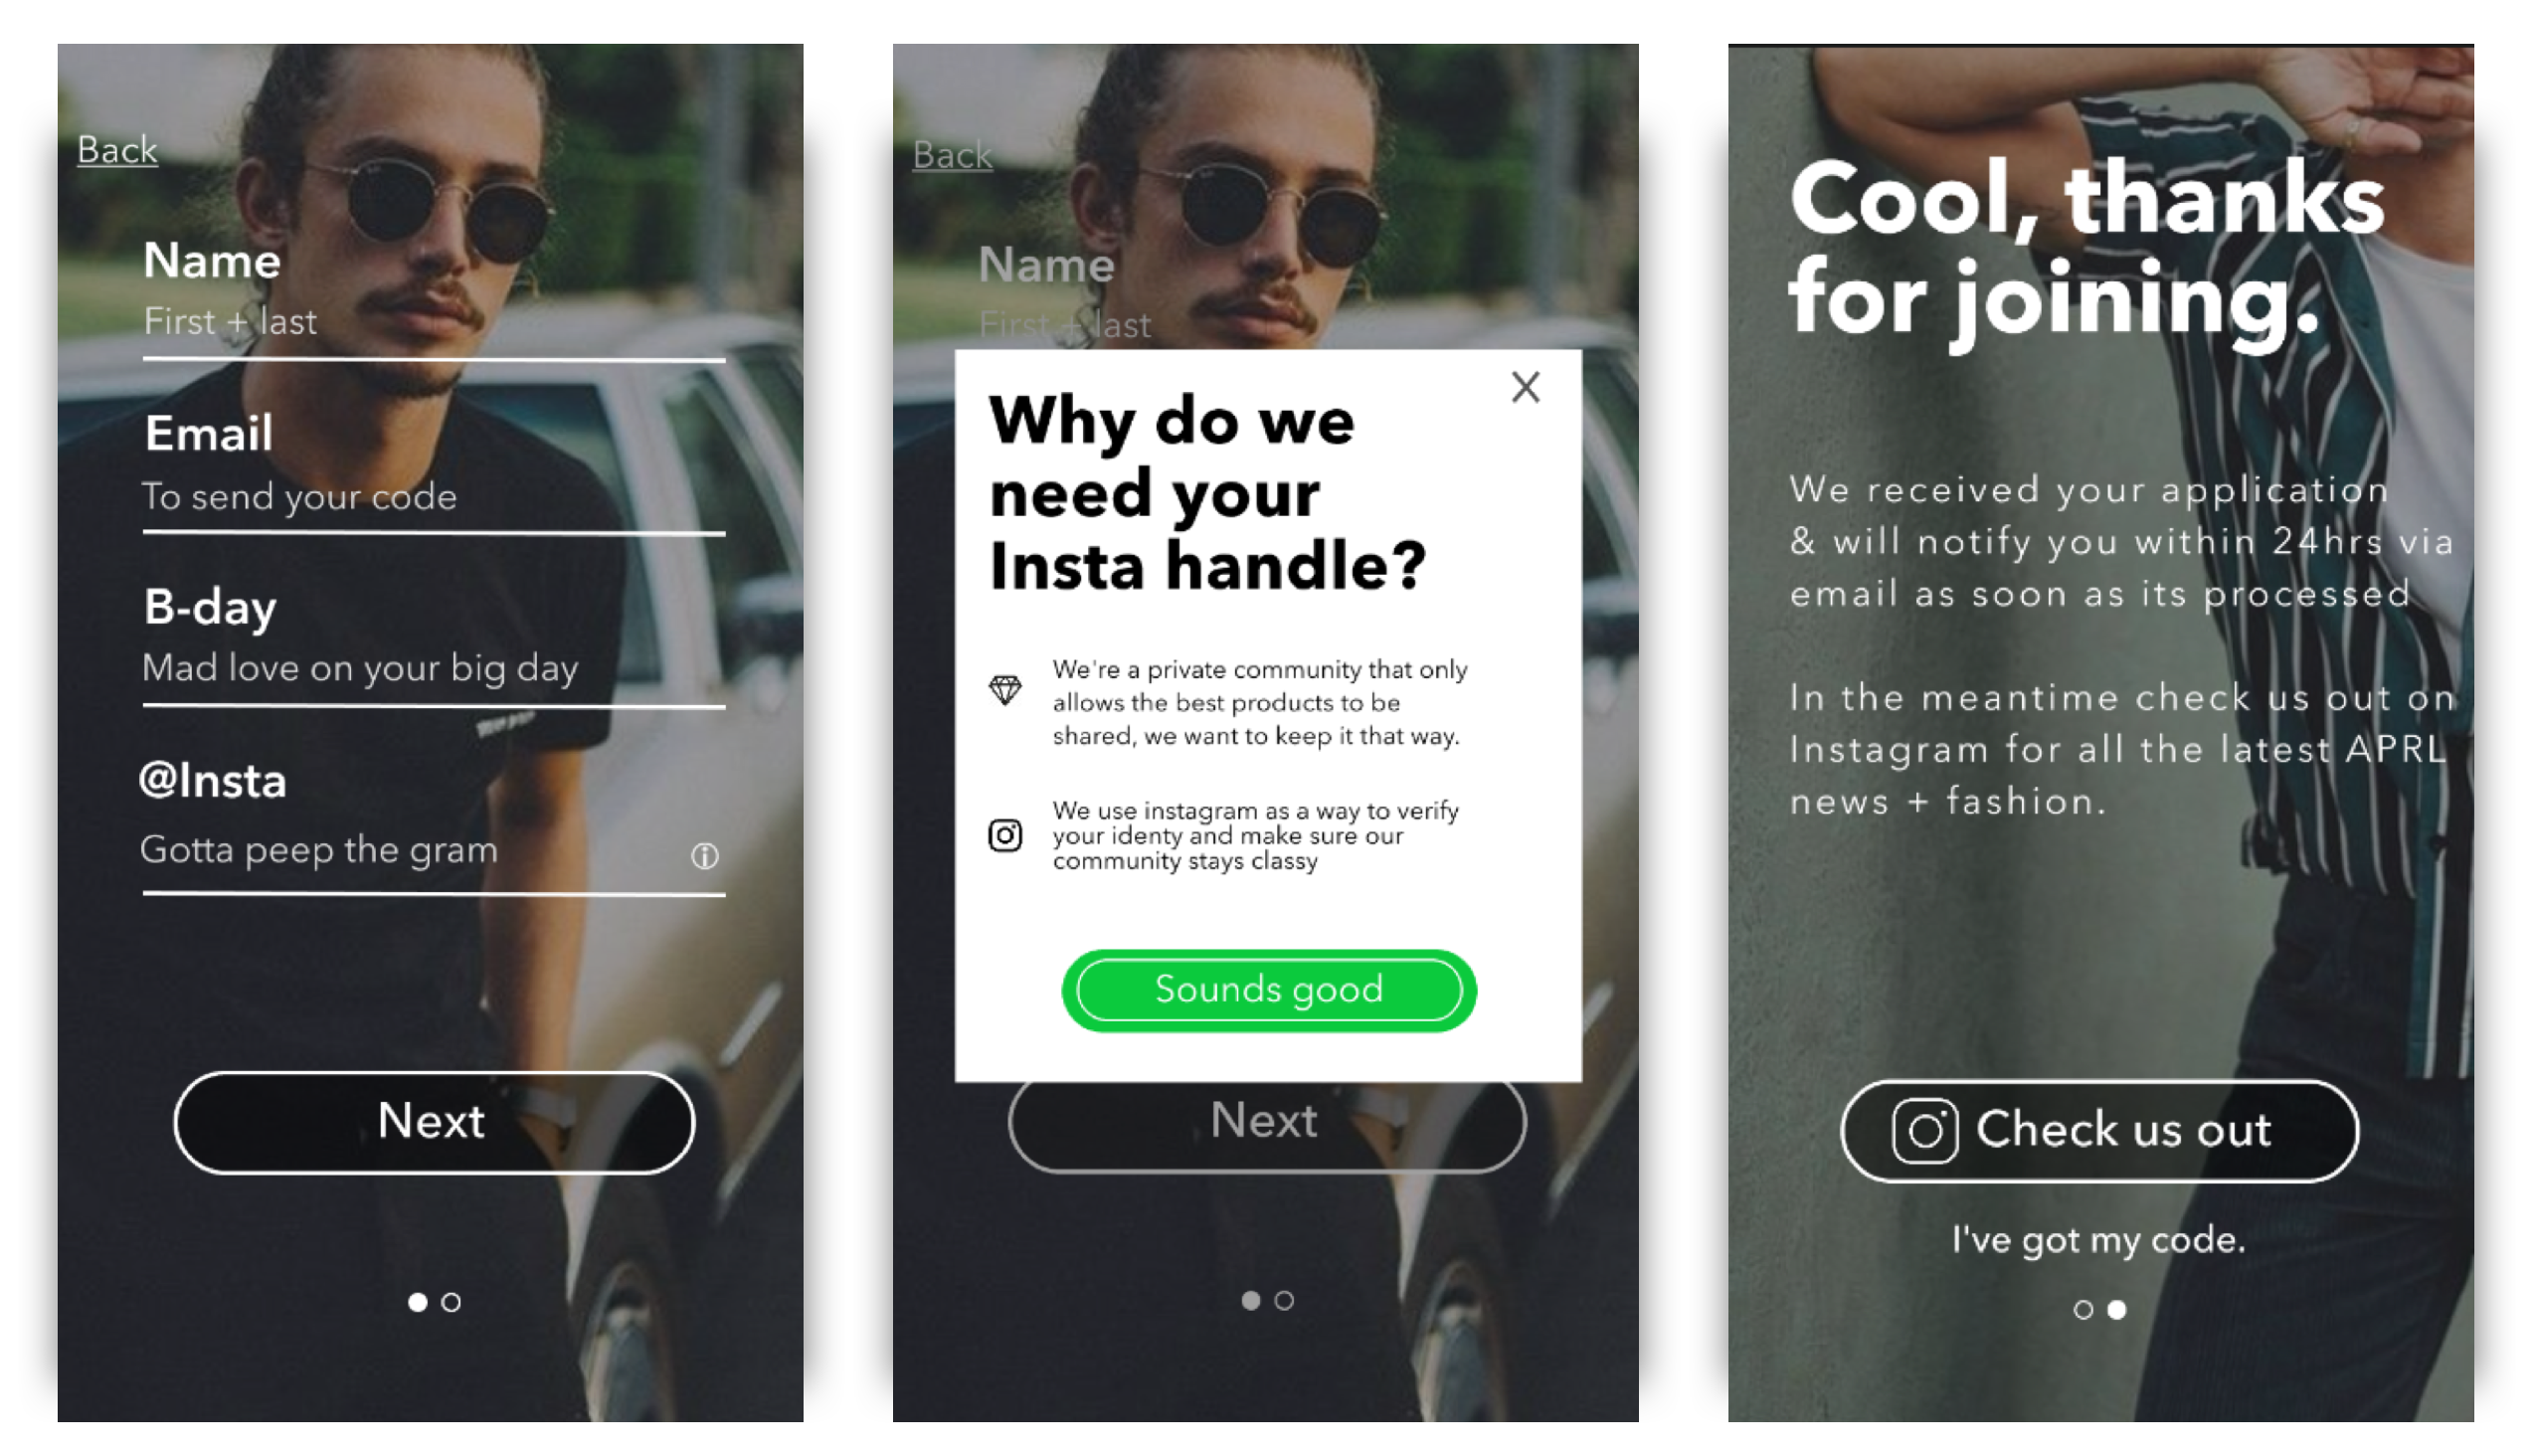 Back
Name
First + last
Email
To send your code
B-day
Mad love on your big day
@Insta
Gotta peep the gram
Next
Back
Name
First + last
X
Why do we
need your
Insta handle?
We're a private community that only
allows the best products to be
shared, we want to keep it that way.
We use instagram as a way to verify
your identy and make sure our
community stays classy
Sounds good
Next
Cool, thanks
for joining.
We received your application
& will notify you within 24hrs via
email as soon as its processed
In the meantime check us out on
Instagram for all the latest APRL
news + fashion.
Check us out
I've got my code.